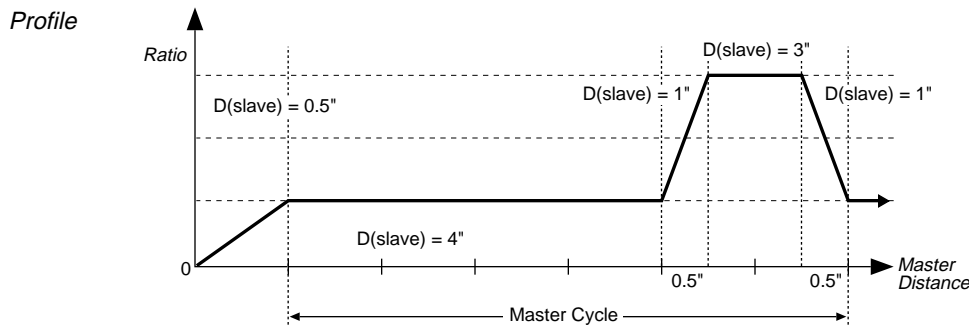 Profile
Ratio
D(slave) = 3"
D(slave) = 0.5"
D(slave) = 1"
D(slave) = 1"
D(slave) = 4"
0
0.5"
0.5"
Master
Distance
Master Cycle